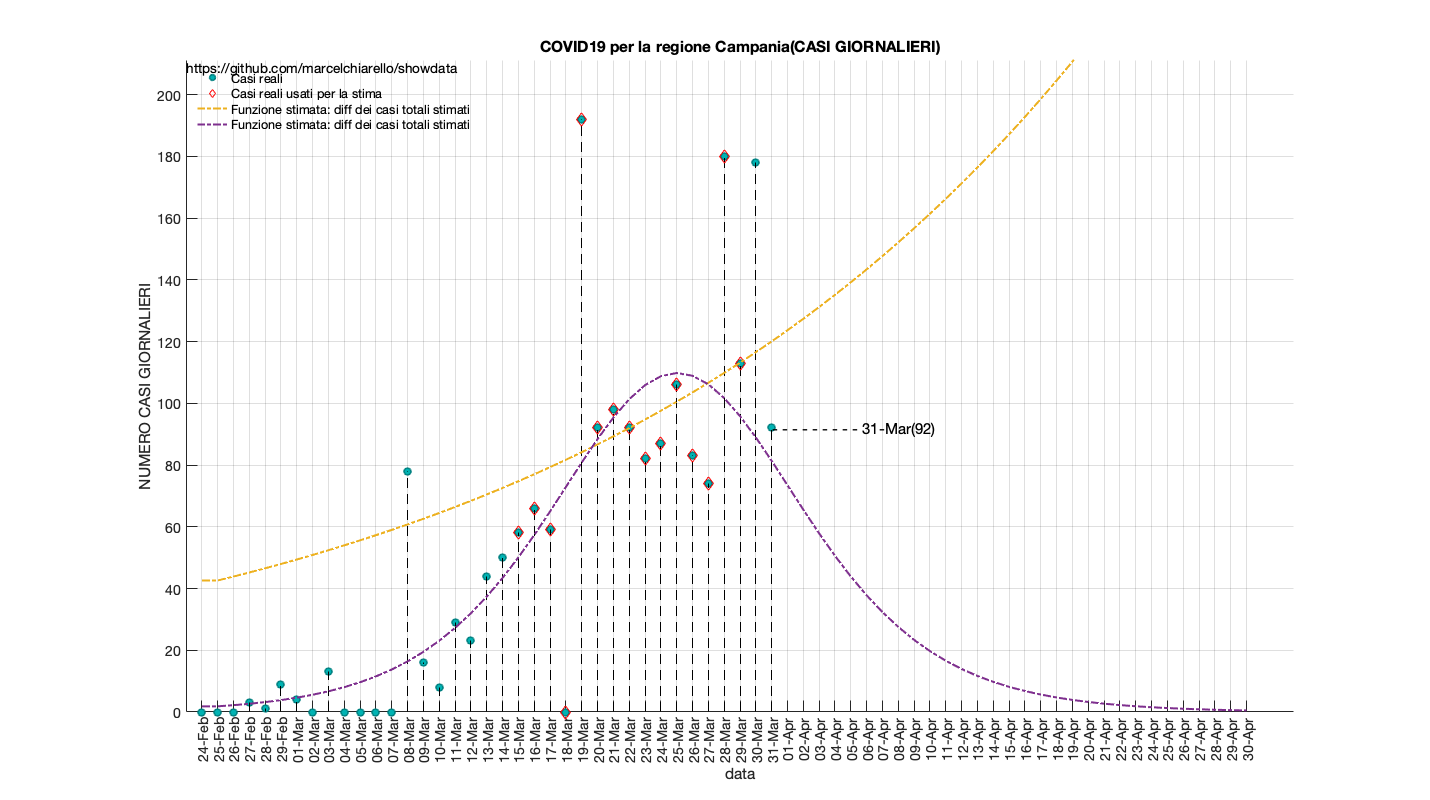 COVID19 per la regione Campania(CASI GIORNALIERI)
https://github.com/marcelchiarello/showdata
Casi reali
Casi reali usati per la stima
Funzione stimata: diff dei casi totali stimati
Funzione stimata: diff dei casi totali stimati
NUMERO CASI GIORNALIERI
200
180
160
140
120
100
80
60
40
20
0
31-Mar(92)
24-Feb
25-Feb
26-Feb
27-Feb
28-Feb
29-Feb
01-Mar
02-Mar
03-Mar
04-Mar
05-Mar
06-Mar
07-Mar
08-Mar
09-Mar
10-Mar
11-Mar
12-Mar
13-Mar
14-Mar
15-Mar
16-Mar
17-Mar
18-Mar
19-Mar
20-Mar
21-Mar
22-Mar
23-Mar
24-Mar
25-Mar
26-Mar
27-Mar
28-Mar
29-Mar
30-Mar
31-Mar
01-Apr
02-Apr
03-Apr
04-Apr
05-Apr
06-Apr
07-Apr
08-Apr
09-Apr
10-Apr
11-Apr
12-Apr
13-Apr
14-Apr
15-Apr
16-Apr
17-Apr
18-Apr
19-Apr
20-Apr
21-Apr
22-Apr
23-Apr
24-Apr
25-Apr
26-Apr
27-Apr
28-Apr
29-Apr
30-Apr
data